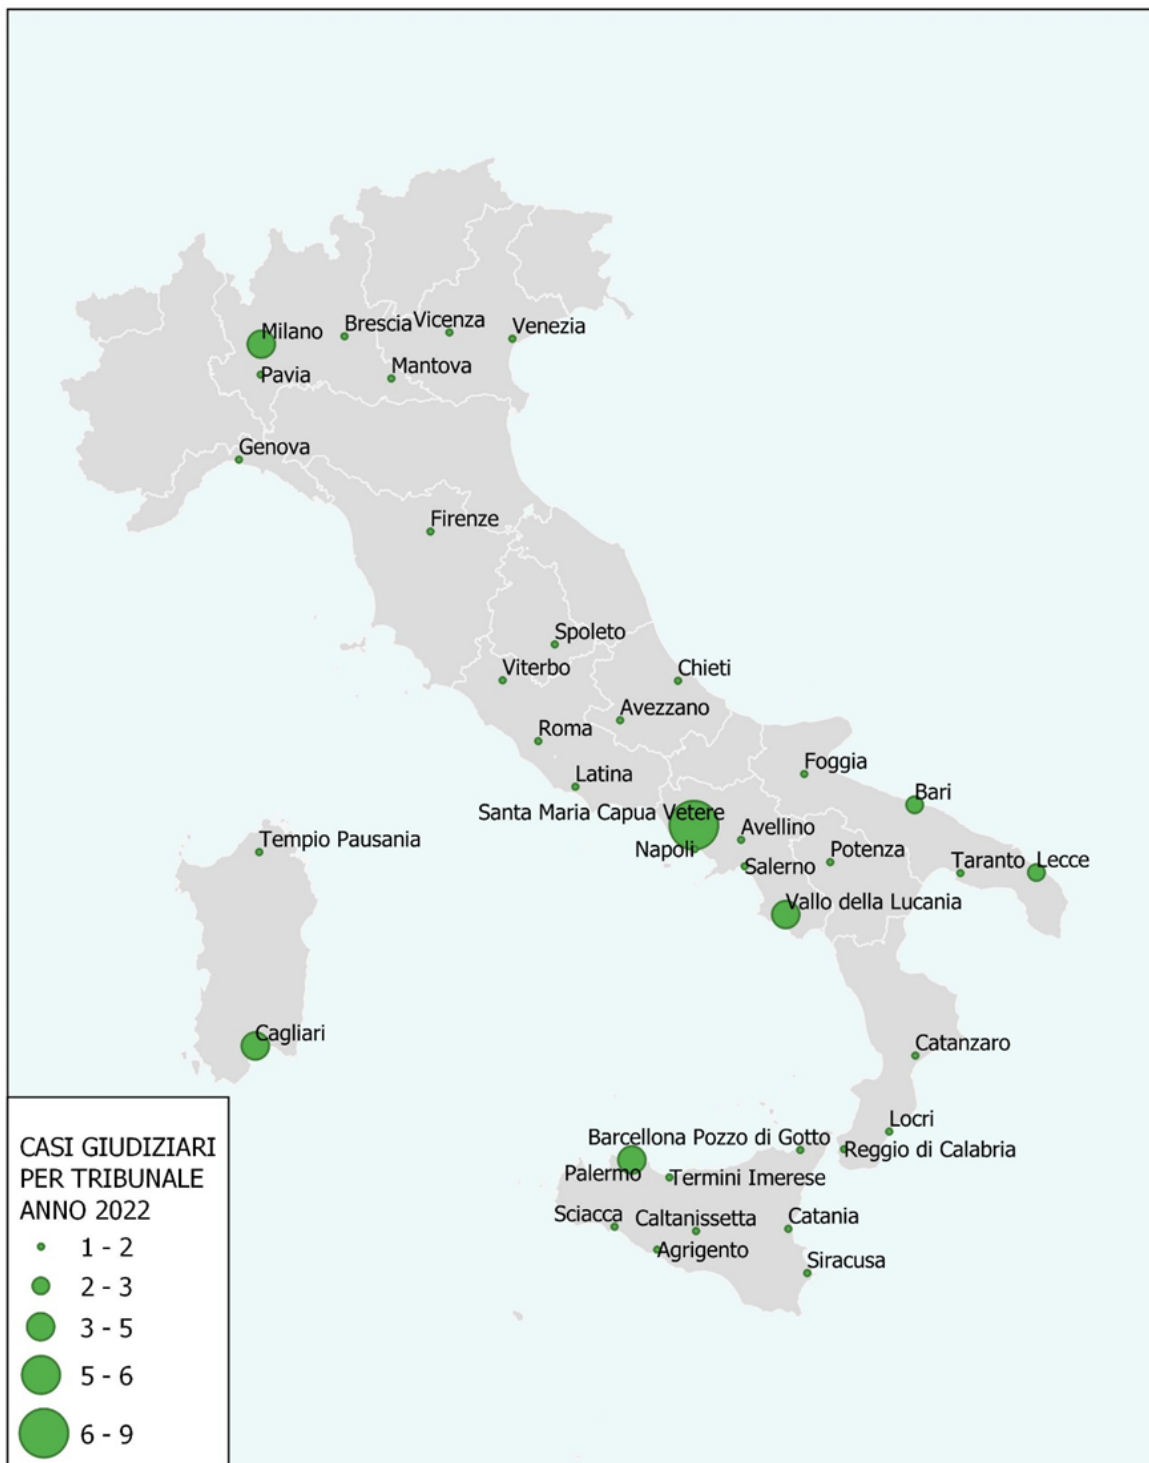 Milano
Brescia
Vicenza
Venezia
Pavia
Mantova
Genova
Firenze
Spoleto
Viterbo
Chieti
Avezzano
Roma
Latina
Foggia
Santa Maria Capua Vetere
Bari
Napoli
Avellino
Tempio Pausania
Salerno
Potenza
Taranto
Lecce
Vallo della Lucania
Cagliari
Catanzaro
Locri
Barcellona Pozzo di Gotto
Reggio di Calabria
Palermo
Termini Imerese
Sciacca
Caltanissetta
Catania
Agrigento
Siracusa
CASI GIUDIZIARI
PER TRIBUNALE
ANNO 2022
1 - 2
2 - 3
3 - 5
5 - 6
6 - 9